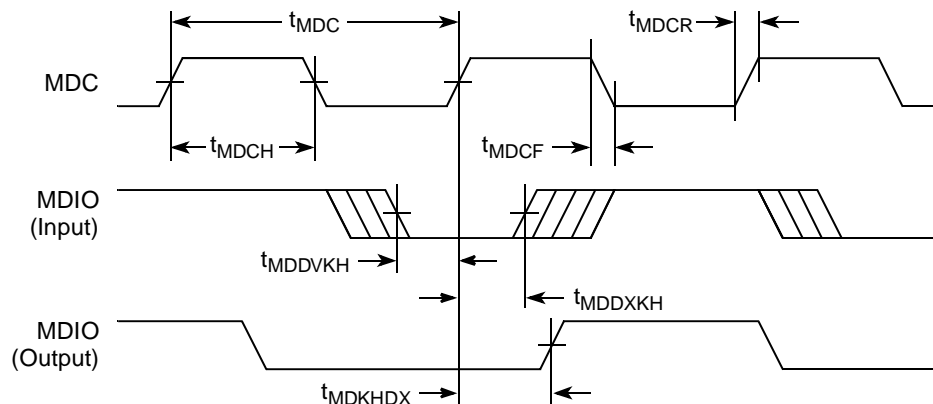 tMDC
tMDCR
MDC
tMDCH
tMDCF
MDIO
(Input)
tMDDVKH
tMDDXKH
MDIO
(Output)
tMDKHDX